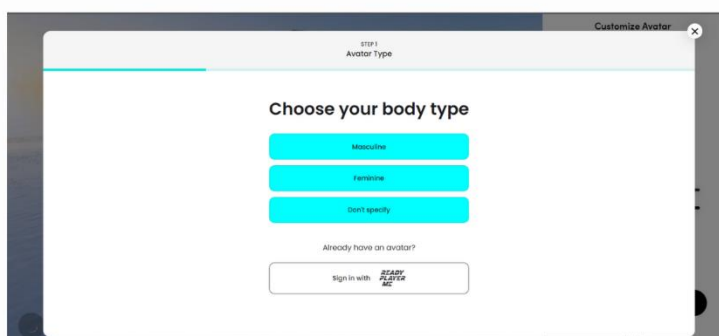 Customize Avatar
STEP 1
Avatar Type
Choose your body type
Masculine
Feminine
Don't specify
Already have an avatar?
Sign in with READY
PLAYER
ME